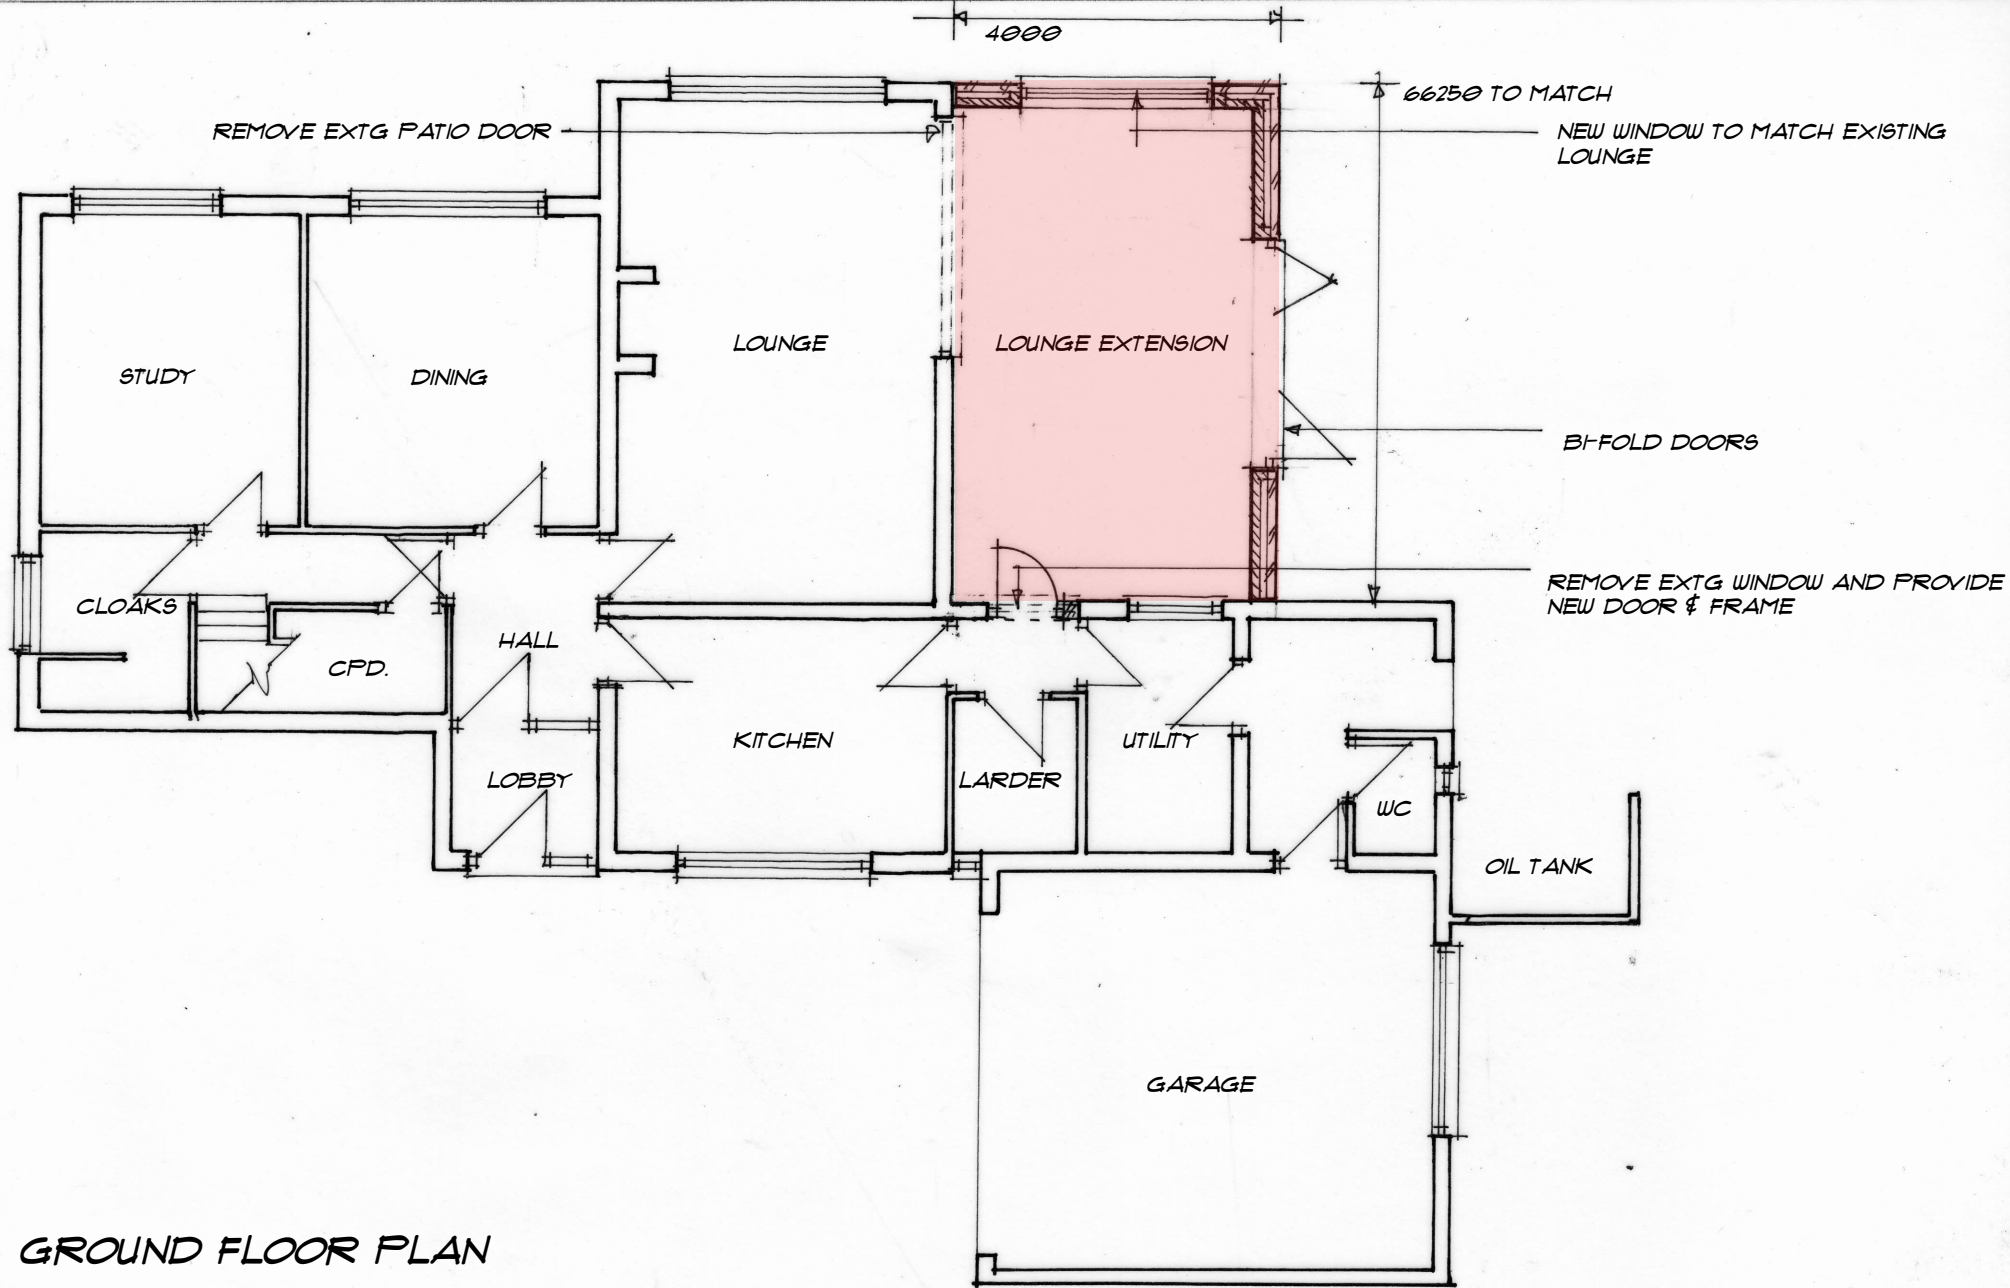 4000
66250 TO MATCH
REMOVE EXTG PATIO DOOR
NEW WINDOW TO MATCH EXISTING
LOUNGE
LOUNGE
LOUNGE EXTENSION
STUDY
DINING
BI-FOLD DOORS
REMOVE EXTG WINDOW AND PROVIDE
NEW DOOR & FRAME
CLOAKS
HALL
CPD.
KITCHEN
UTILITY
LOBBY
LARDER
WC
OIL TANK
GARAGE
GROUND FLOOR PLAN